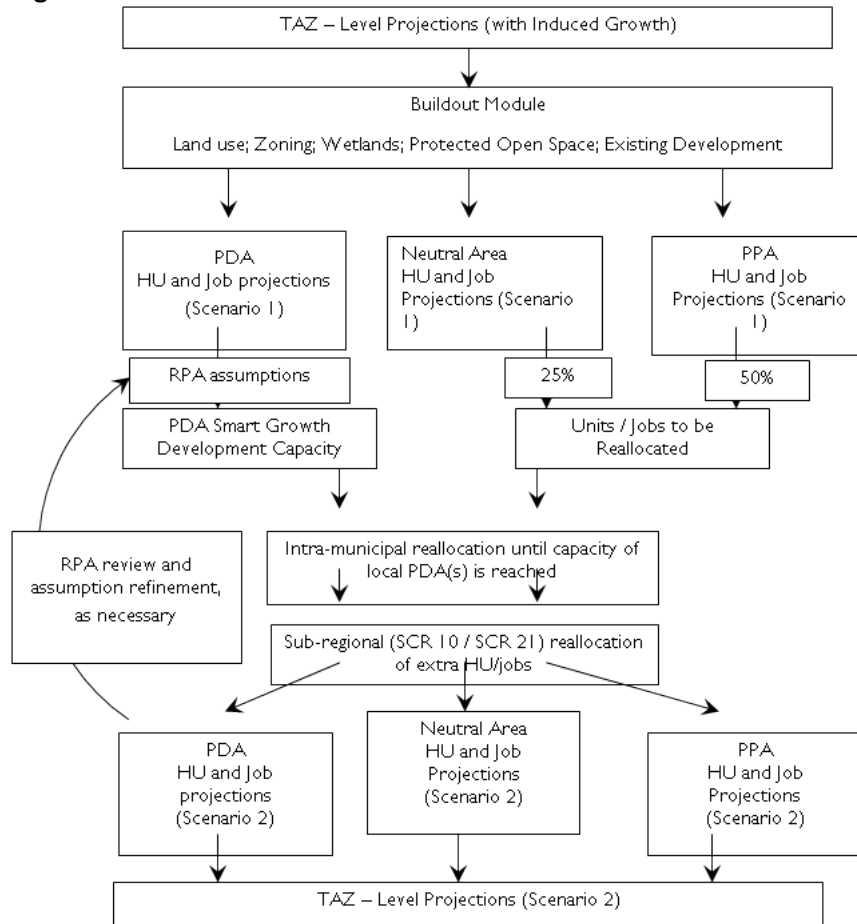 TAZ – Level Projections (with Induced Growth)
Buildout Module
Land use; Zoning; Wetlands; Protected Open Space; Existing Development
PDA
HU and Job projections
(Scenario 1)
Neutral Area
HU and Job
Projections (Scenario
1)
PPA
HU and Job
Projections (Scenario
1)
RPA assumptions
25%
50%
PDA Smart Growth
Development Capacity
Units / Jobs to be
Reallocated
RPA review and
assumption refinement,
as necessary
Intra-municipal reallocation until capacity of
local PDA(s) is reached
Sub-regional (SCR 10 / SCR 21) reallocation
of extra HU/jobs
PDA
HU and Job
projections
(Scenario 2)
Neutral Area
HU and Job
Projections
(Scenario 2)
PPA
HU and Job
Projections
(Scenario 2)
TAZ – Level Projections (Scenario 2)